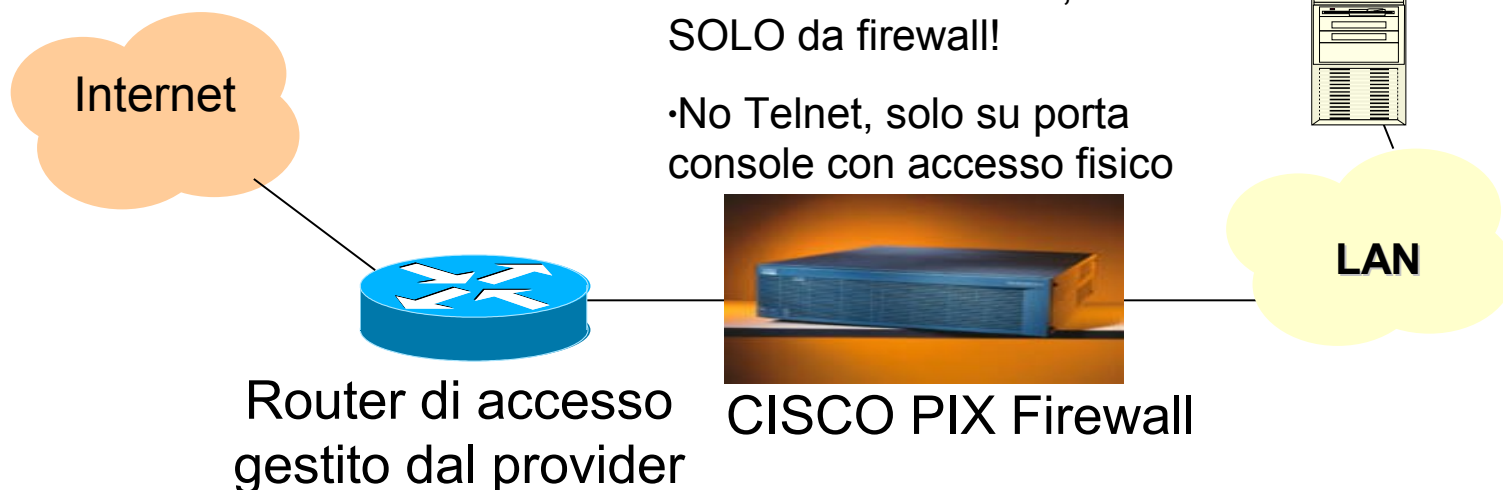 SOLO da firewall!
Internet
•No Telnet, solo su porta
console con accesso fisico
LAN
Router di accesso
gestito dal provider
CISCO PIX Firewall